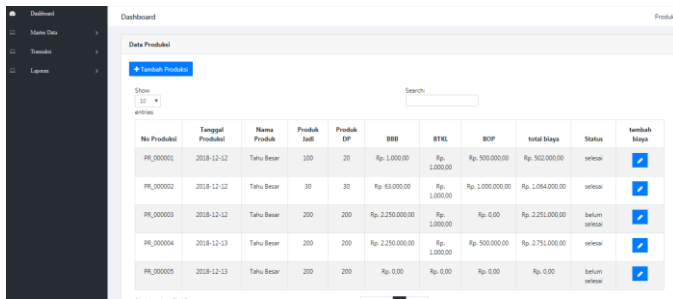 Dashboard
Master Data
Transaksi
Laporan
Dashboard
Produk
Data Produksi
+ Tambah Produksi
Show
10
entries
Search:
No Produksi Tanggal Produksi Nama Produk Produk Jadi Produk DP BBB BTKL BOP total biaya Status tambah biaya
PR_000001 2018-12-12 Tahu Besar 100 20 Rp. 1.000,00 Rp. 1.000,00 Rp. 500.000,00 Rp. 502.000,00 selesai
PR_000002 2018-12-12 Tahu Besar 30 30 Rp. 63.000,00 Rp. 1.000,00 Rp. 1.000.000,00 Rp. 1.064.000,00 selesai
PR_000003 2018-12-12 Tahu Besar 200 200 Rp. 2.250.000,00 Rp. 1.000,00 Rp. 0,00 Rp. 2.251.000,00 belum selesai
PR_000004 2018-12-13 Tahu Besar 200 200 Rp. 2.250.000,00 Rp. 1.000,00 Rp. 500.000,00 Rp. 2.751.000,00 selesai
PR_000005 2018-12-13 Tahu Besar 200 200 Rp. 0,00 Rp. 0,00 Rp. 0,00 Rp. 0,00 belum selesai